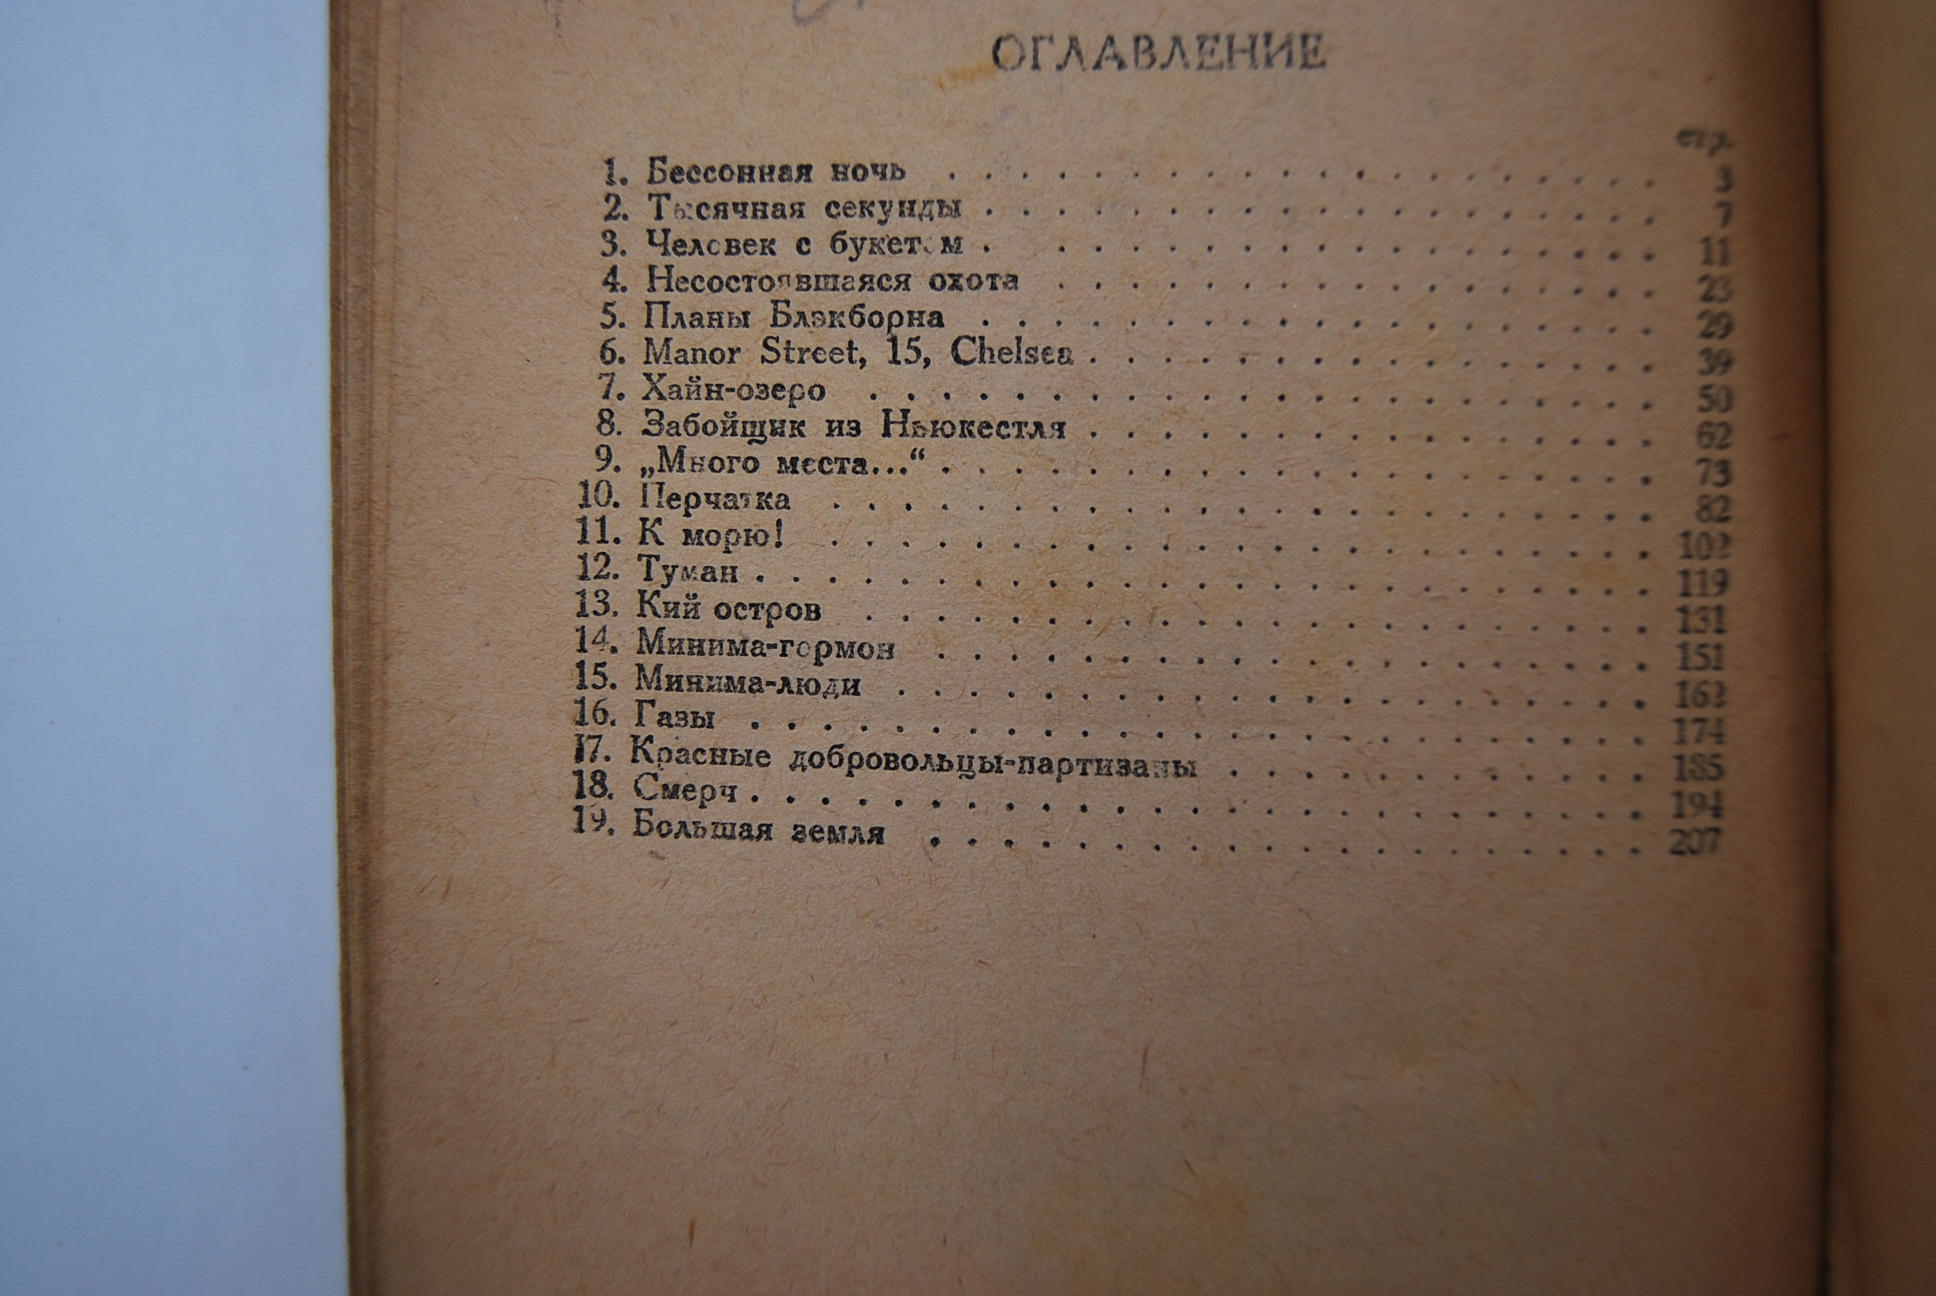 ОГЛАВЛЕНИЕ
стр.
1. Бессонная ночь . . . . . . . . . . . . . . . . . . . . 3
2. Тысячная секунды . . . . . . . . . . . . . . . . . . . 7
3. Человек с букетом . . . . . . . . . . . . . . . . . . 11
4. Несостоявшаяся охота . . . . . . . . . . . . . . . . . 23
5. Планы Блэкборна . . . . . . . . . . . . . . . . . . . 29
6. Manor Street, 15, Chelsea . . . . . . . . . . . . . . . . 39
7. Хайн-озеро . . . . . . . . . . . . . . . . . . . . . . 50
8. Забойщик из Ньюкестля . . . . . . . . . . . . . . . . 62
9. „Много места...“ . . . . . . . . . . . . . . . . . . . . 73
10. Перчатка . . . . . . . . . . . . . . . . . . . . . . . 82
11. К морю! . . . . . . . . . . . . . . . . . . . . . . . 102
12. Туман . . . . . . . . . . . . . . . . . . . . . . . . . 119
13. Кий остров . . . . . . . . . . . . . . . . . . . . . . 131
14. Минима-гормон . . . . . . . . . . . . . . . . . . . . 151
15. Минима-люди . . . . . . . . . . . . . . . . . . . . . 162
16. Газы . . . . . . . . . . . . . . . . . . . . . . . . . 174
17. Красные добровольцы-партизаны . . . . . . . . . . . . 185
18. Смерч . . . . . . . . . . . . . . . . . . . . . . . . . 194
19. Большая земля . . . . . . . . . . . . . . . . . . . . 207